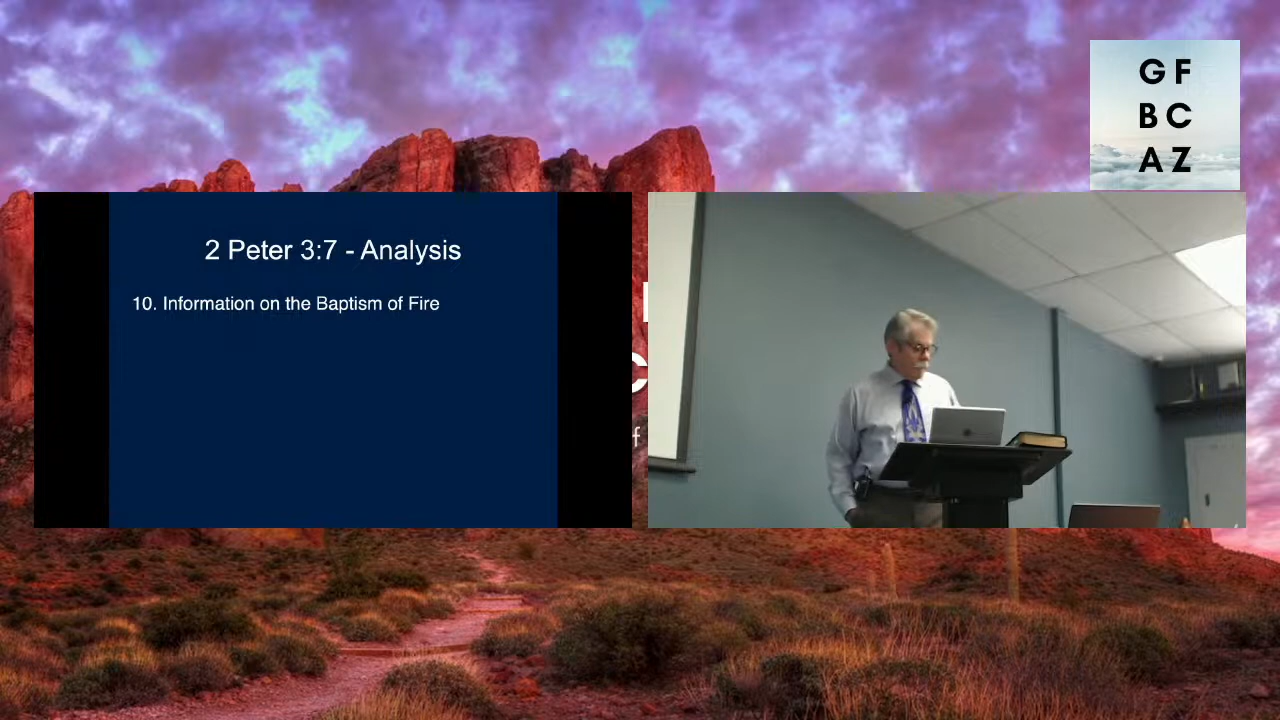 G F
B C
A Z
2 Peter 3:7 - Analysis
10. Information on the Baptism of Fire